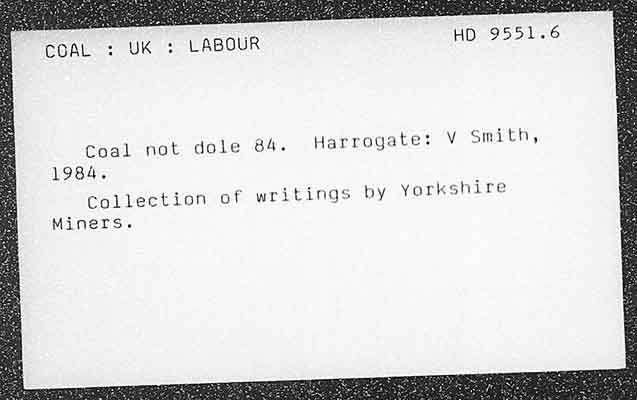 COAL : UK : LABOUR HD 9551.6
Coal not dole 84. Harrogate: V Smith,
1984.
Collection of writings by Yorkshire
Miners.